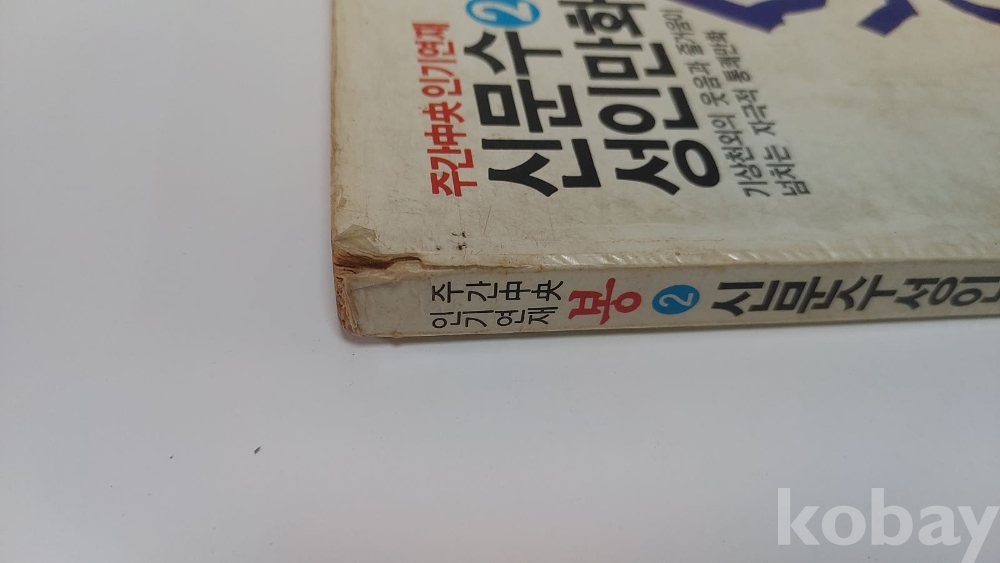 주간中央인기연재
신문수 2
성인만화
기상천외의 웃음과 즐거움이
넘치는 자극적 통쾌만화
주간中央
인기연재
봉 2 신문수성인
kobay